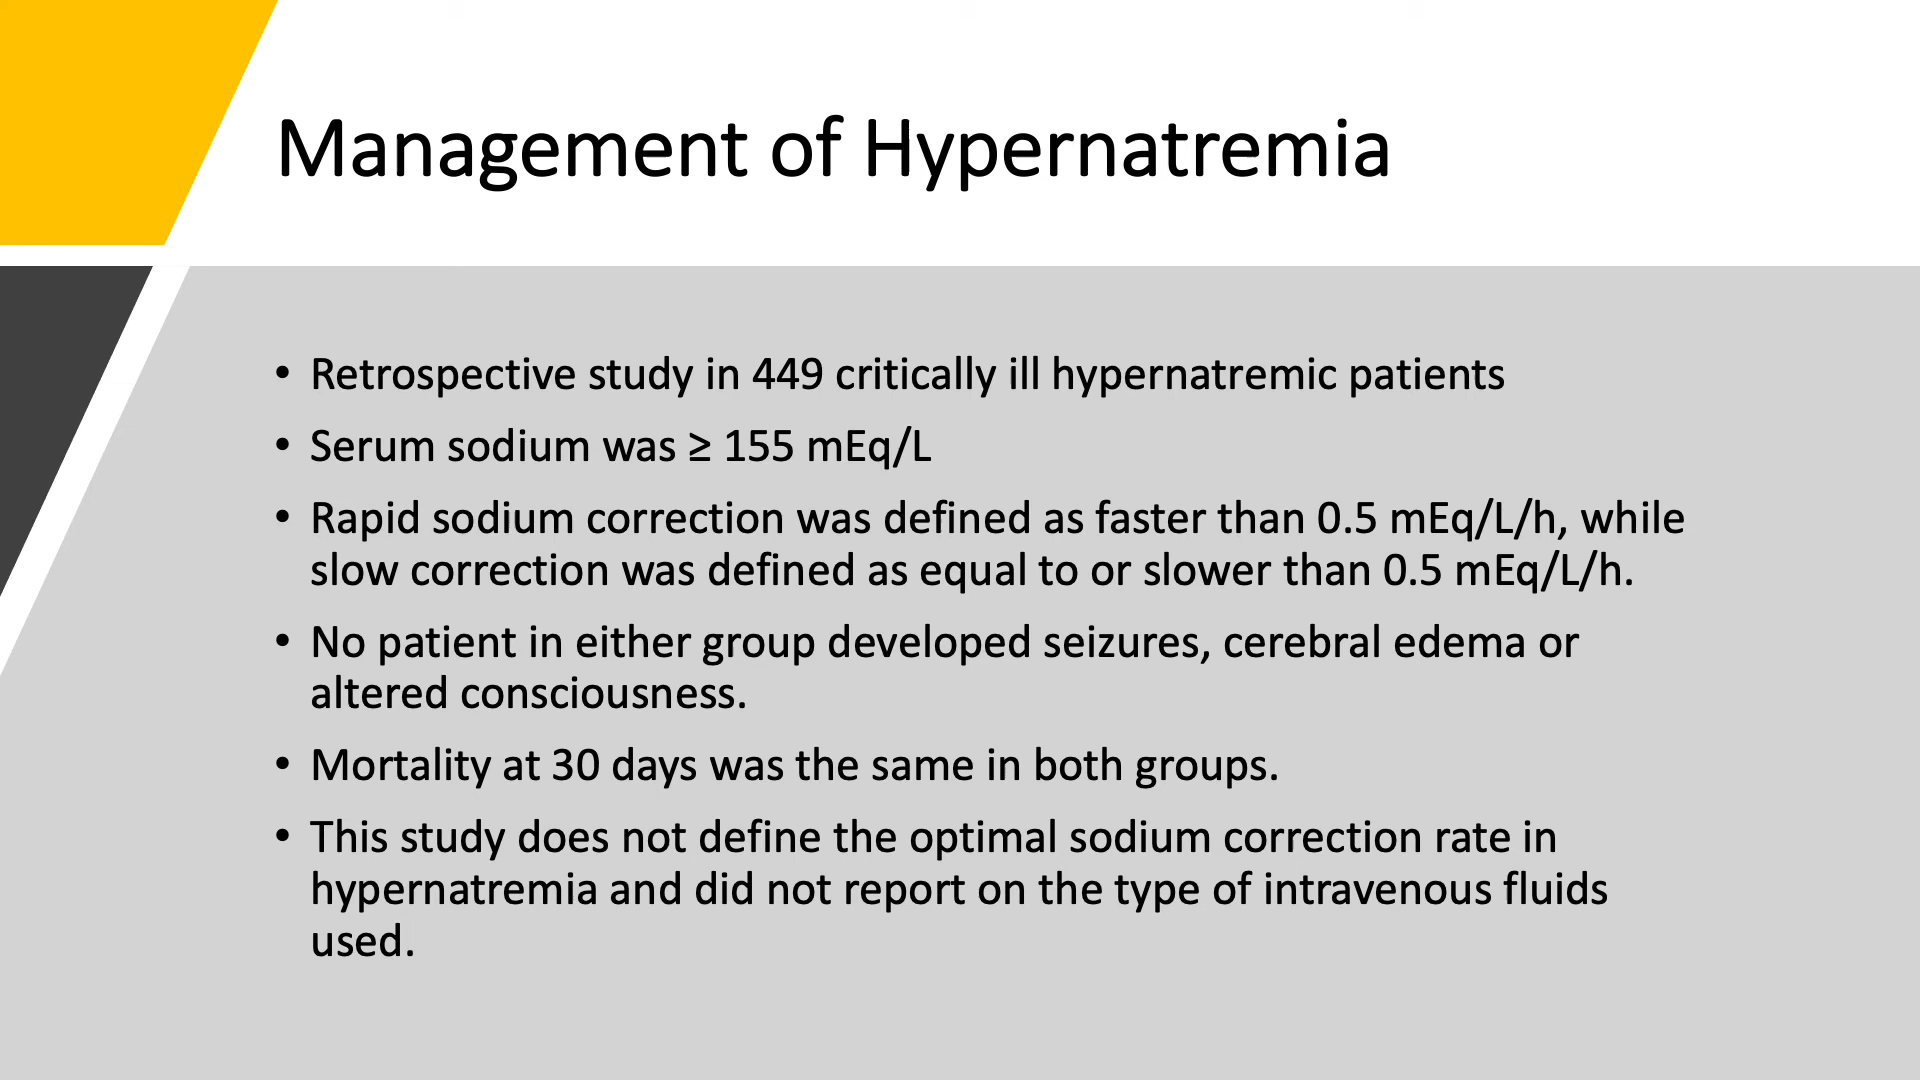 Management of Hypernatremia
• Retrospective study in 449 critically ill hypernatremic patients
• Serum sodium was ≥ 155 mEq/L
• Rapid sodium correction was defined as faster than 0.5 mEq/L/h, while
slow correction was defined as equal to or slower than 0.5 mEq/L/h.
• No patient in either group developed seizures, cerebral edema or
altered consciousness.
• Mortality at 30 days was the same in both groups.
• This study does not define the optimal sodium correction rate in
hypernatremia and did not report on the type of intravenous fluids
used.